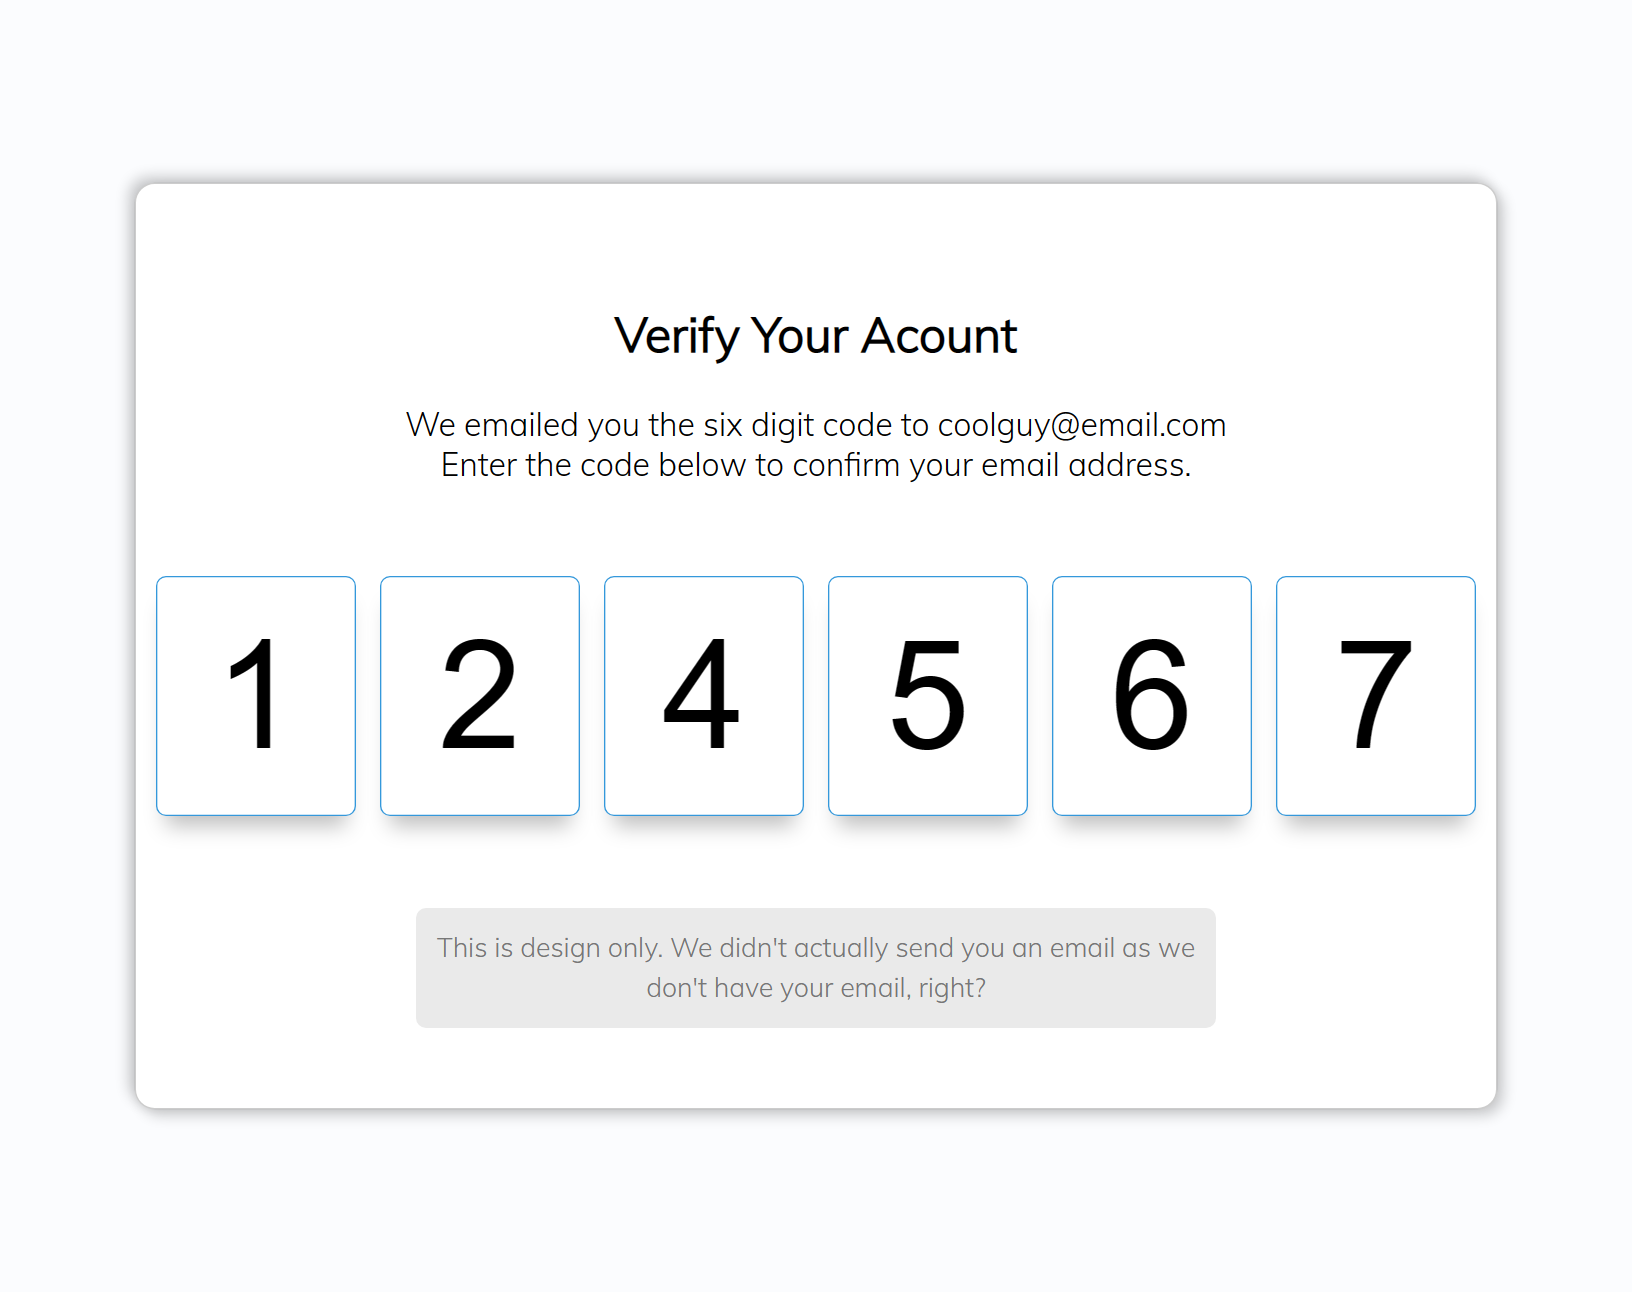 Verify Your Acount
We emailed you the six digit code to coolguy@email.com
Enter the code below to confirm your email address.
1 2 4 5 6 7
This is design only. We didn't actually send you an email as we
don't have your email, right?